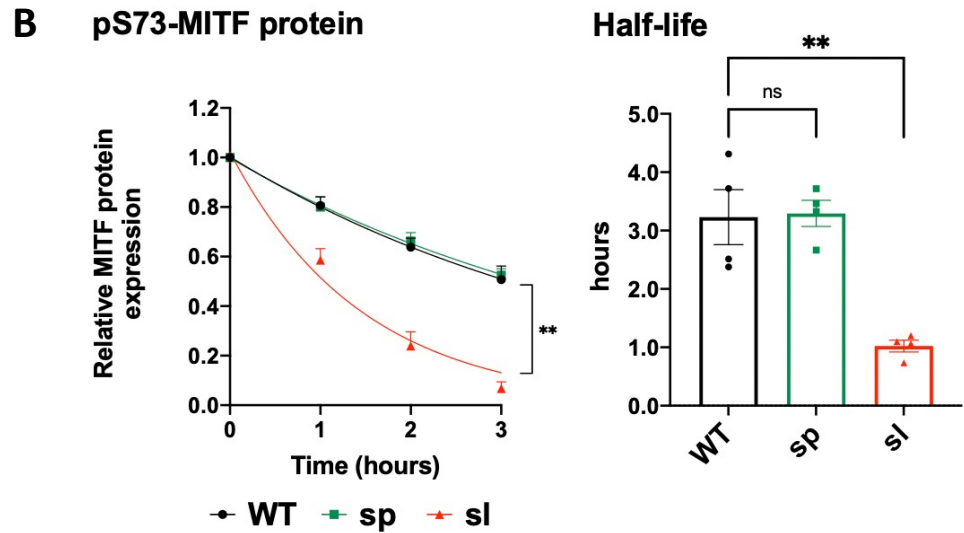 B
pS73-MITF protein
Relative MITF protein
expression
1.2
1.0
0.8
0.6
0.4
0.2
0.0
**
0 1 2 3
Time (hours)
WT sp sl
Half-life
**
ns
hours
5.0
4.0
3.0
2.0
1.0
0.0
WT sp sl